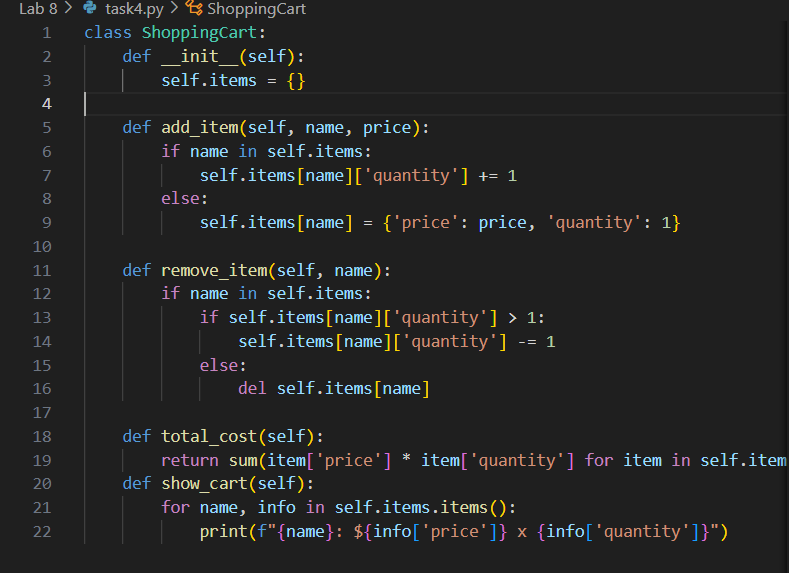 Lab 8 > task4.py > ShoppingCart
1 class ShoppingCart:
2     def __init__(self):
3         self.items = {}
4
5     def add_item(self, name, price):
6         if name in self.items:
7             self.items[name]['quantity'] += 1
8         else:
9             self.items[name] = {'price': price, 'quantity': 1}
10
11     def remove_item(self, name):
12         if name in self.items:
13             if self.items[name]['quantity'] > 1:
14                 self.items[name]['quantity'] -= 1
15             else:
16                 del self.items[name]
17
18     def total_cost(self):
19         return sum(item['price'] * item['quantity'] for item in self.item
20     def show_cart(self):
21         for name, info in self.items.items():
22             print(f"{name}: ${info['price']} x {info['quantity']}")